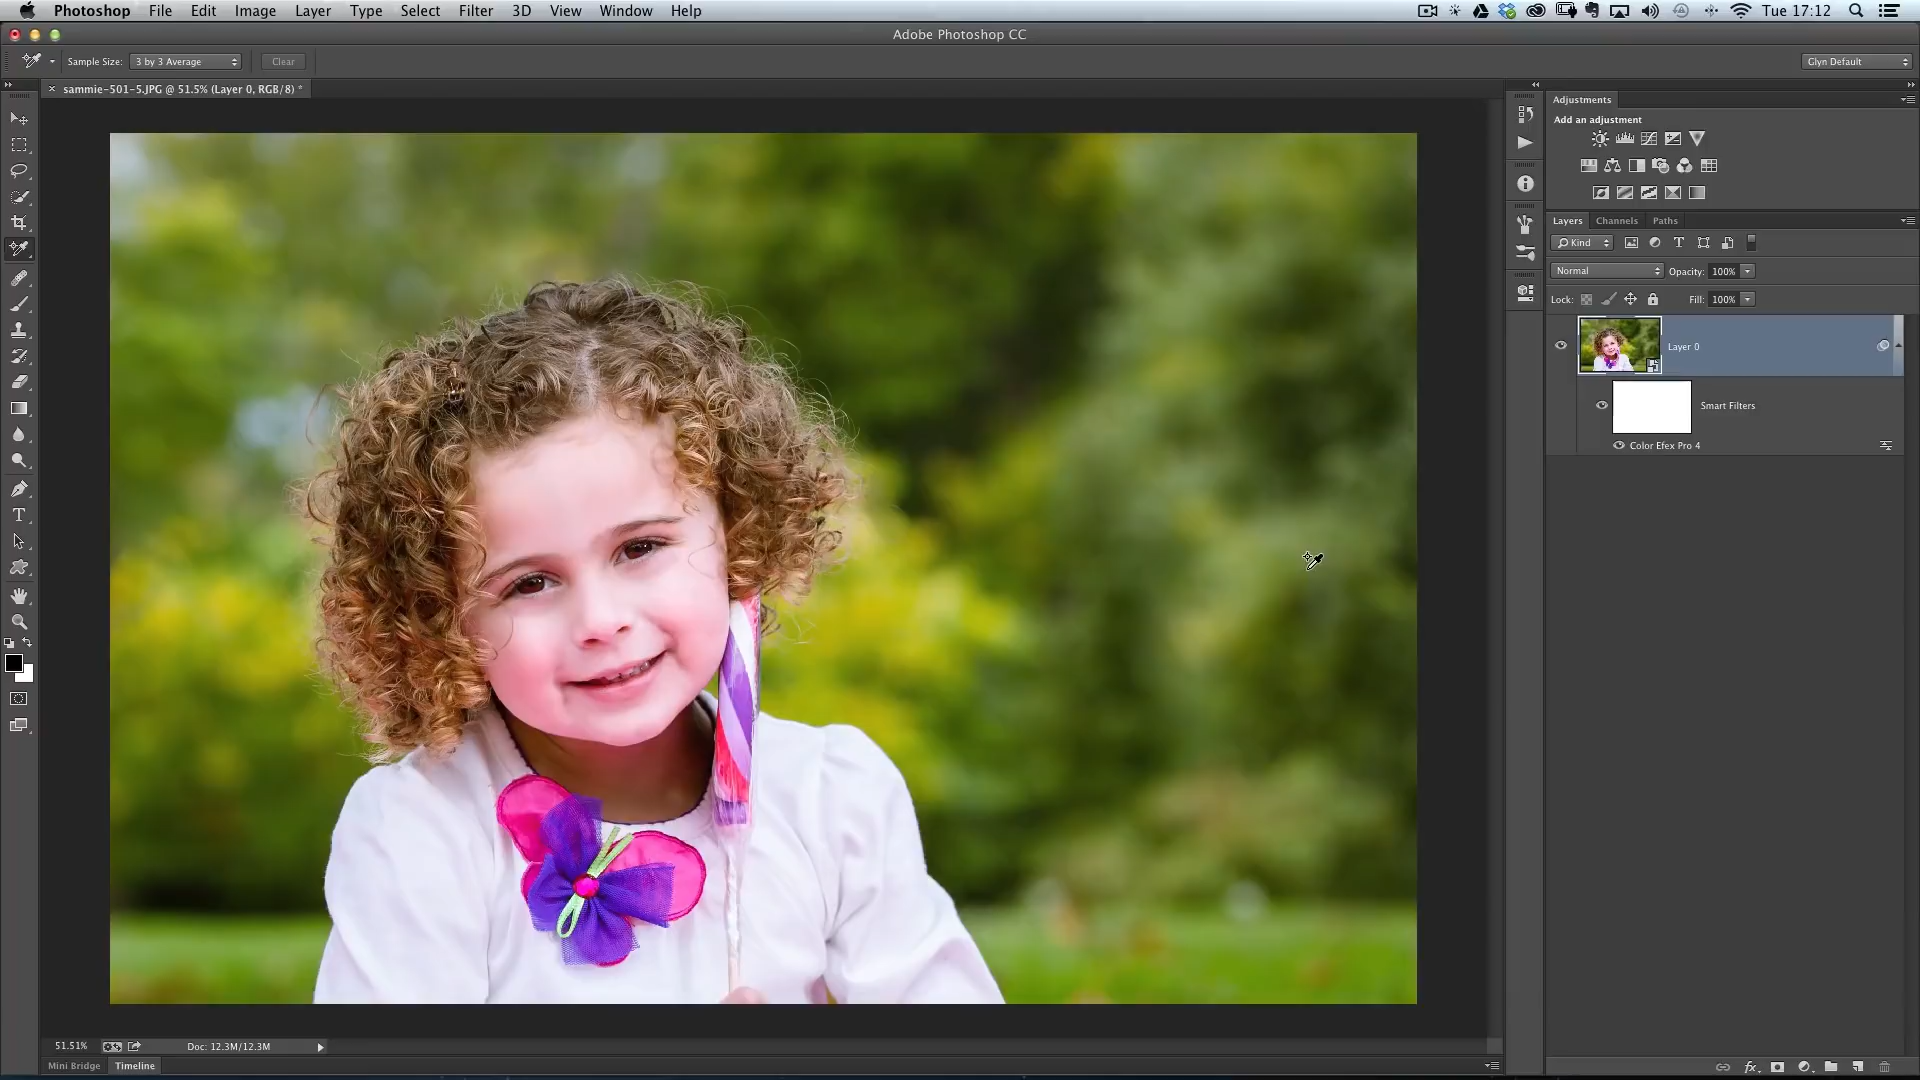 Photoshop File Edit Image Layer Type Select Filter 3D View Window Help Tue 17:12
Adobe Photoshop CC
Sample Size: 3 by 3 Average Clear Glyn Default
× sammie-501-5.JPG @ 51.5% (Layer 0, RGB/8) *
Adjustments
Add an adjustment
Layers Channels Paths
Kind
Normal Opacity: 100%
Lock: Fill: 100%
Layer 0
Smart Filters
Color Efex Pro 4
51.51% Doc: 12.3M/12.3M
Mini Bridge Timeline